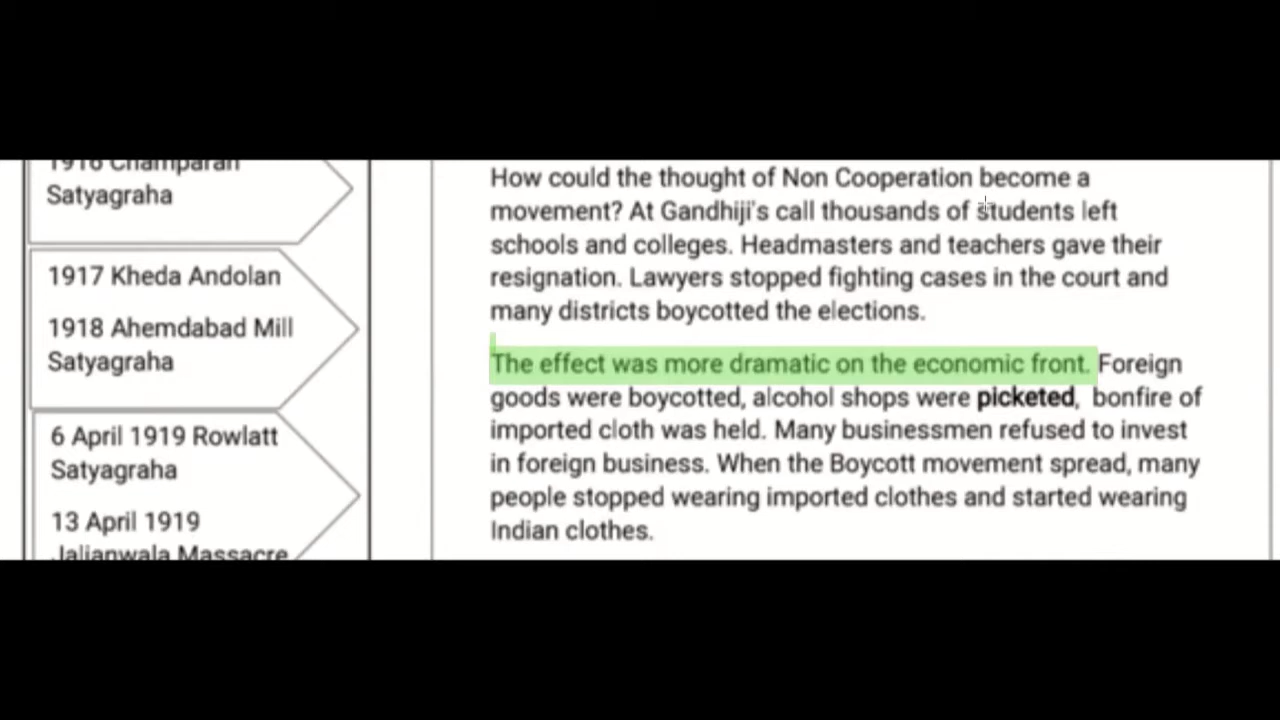 1916 Champaran
Satyagraha
1917 Kheda Andolan
1918 Ahemdabad Mill
Satyagraha
6 April 1919 Rowlatt
Satyagraha
13 April 1919
Jalianwala Massacre
How could the thought of Non Cooperation become a
movement? At Gandhiji's call thousands of students left
schools and colleges. Headmasters and teachers gave their
resignation. Lawyers stopped fighting cases in the court and
many districts boycotted the elections.
The effect was more dramatic on the economic front. Foreign
goods were boycotted, alcohol shops were picketed, bonfire of
imported cloth was held. Many businessmen refused to invest
in foreign business. When the Boycott movement spread, many
people stopped wearing imported clothes and started wearing
Indian clothes.